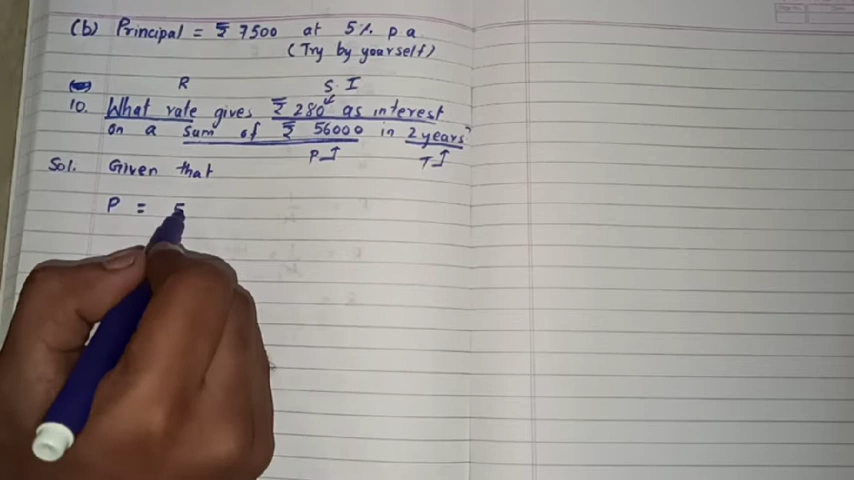 (b) Principal = ₹ 7500 at 5% p a
(Try by yourself)
R S. I
10. What rate gives ₹ 280 as interest
on a sum of ₹ 56000 in 2 years?
P T
Sol. Given that
P = 5